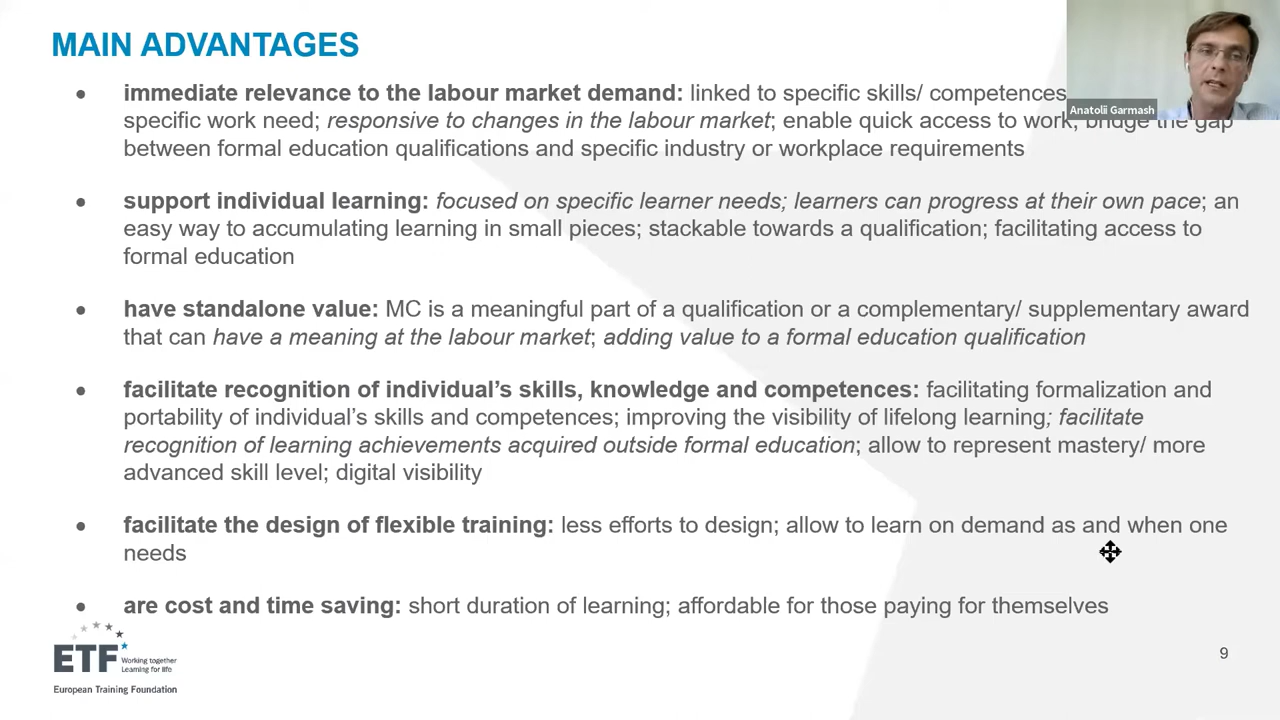 MAIN ADVANTAGES
Anatolii Garmash
• immediate relevance to the labour market demand: linked to specific skills/ competences
specific work need; responsive to changes in the labour market; enable quick access to work; bridge the gap
between formal education qualifications and specific industry or workplace requirements
• support individual learning: focused on specific learner needs; learners can progress at their own pace; an
easy way to accumulating learning in small pieces; stackable towards a qualification; facilitating access to
formal education
• have standalone value: MC is a meaningful part of a qualification or a complementary/ supplementary award
that can have a meaning at the labour market; adding value to a formal education qualification
• facilitate recognition of individual's skills, knowledge and competences: facilitating formalization and
portability of individual's skills and competences; improving the visibility of lifelong learning; facilitate
recognition of learning achievements acquired outside formal education; allow to represent mastery/ more
advanced skill level; digital visibility
• facilitate the design of flexible training: less efforts to design; allow to learn on demand as and when one
needs
• are cost and time saving: short duration of learning; affordable for those paying for themselves
ETF
Working together
Learning for life
European Training Foundation
9